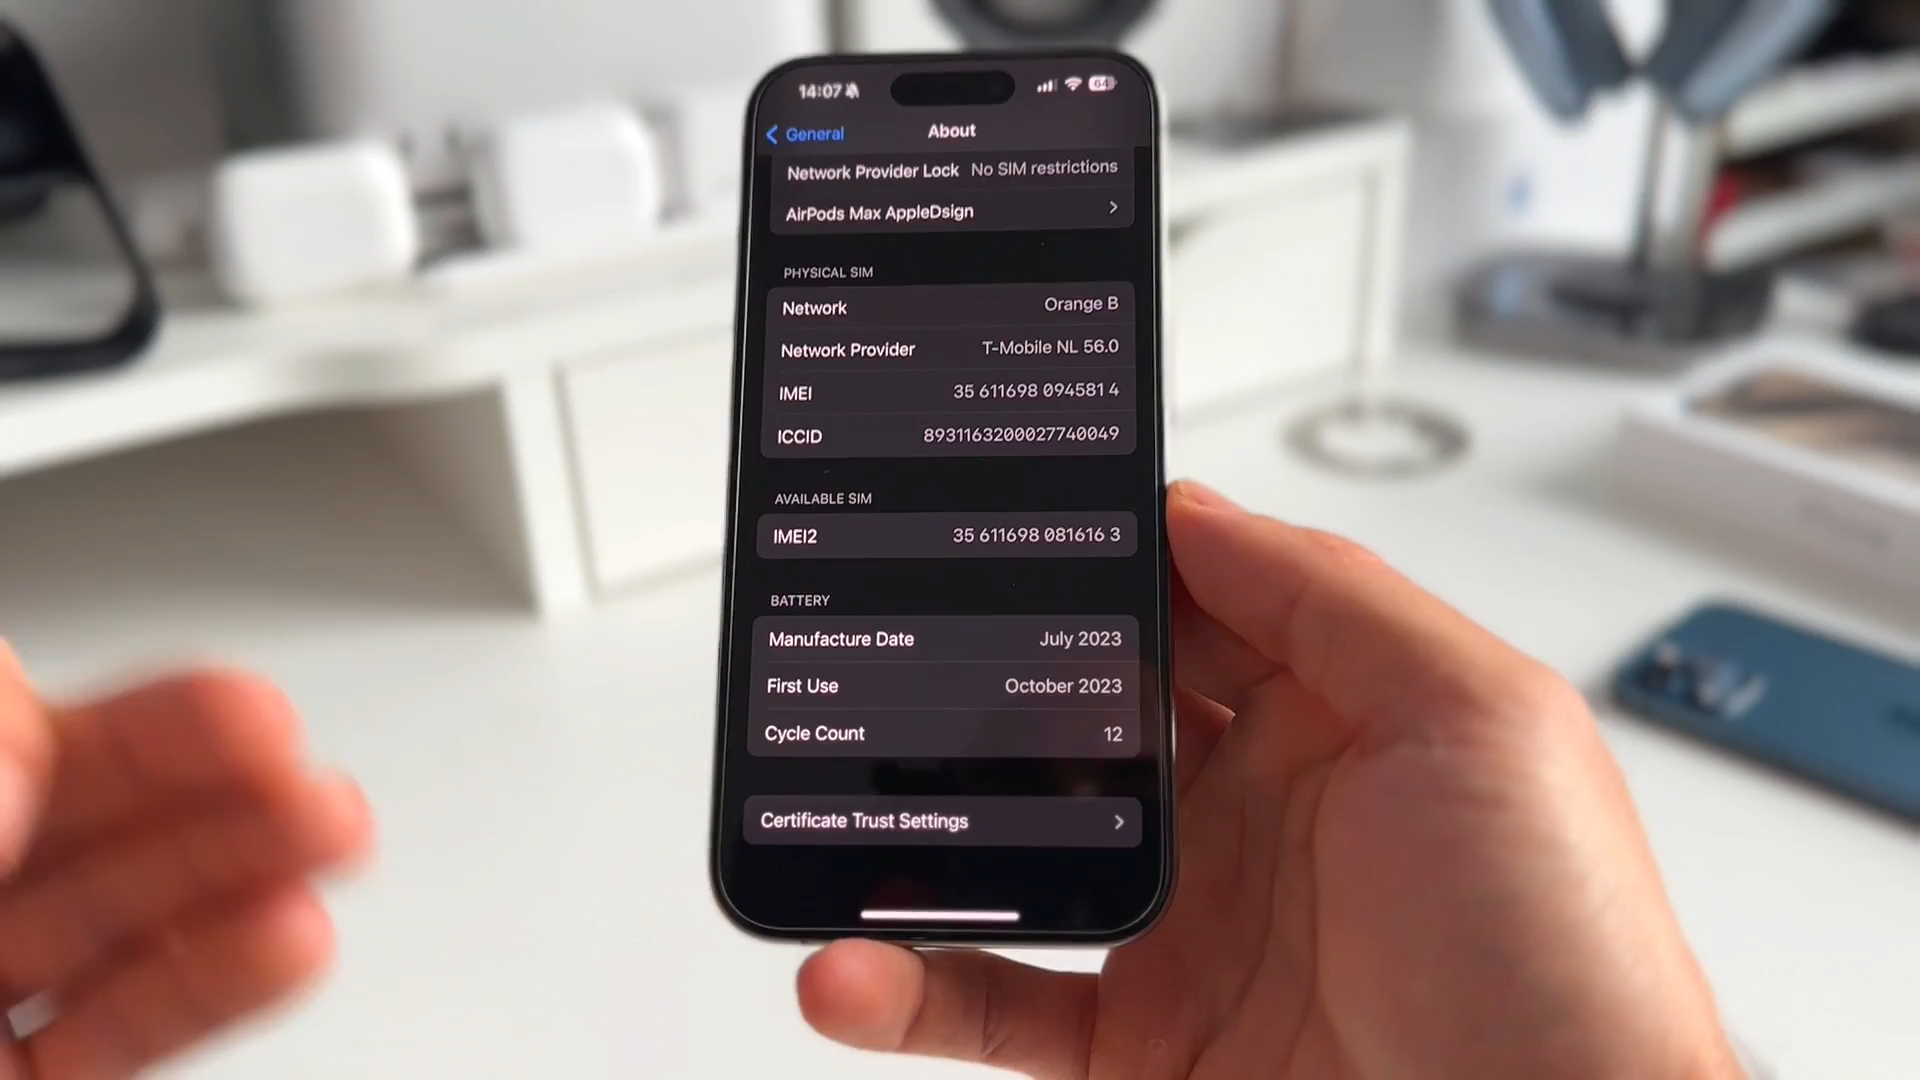 14:07
64
General
About
Network Provider Lock No SIM restrictions
AirPods Max AppleDsign
PHYSICAL SIM
Network Orange B
Network Provider T-Mobile NL 56.0
IMEI 35 611698 094581 4
ICCID 8931163200027740049
AVAILABLE SIM
IMEI2 35 611698 081616 3
BATTERY
Manufacture Date July 2023
First Use October 2023
Cycle Count 12
Certificate Trust Settings